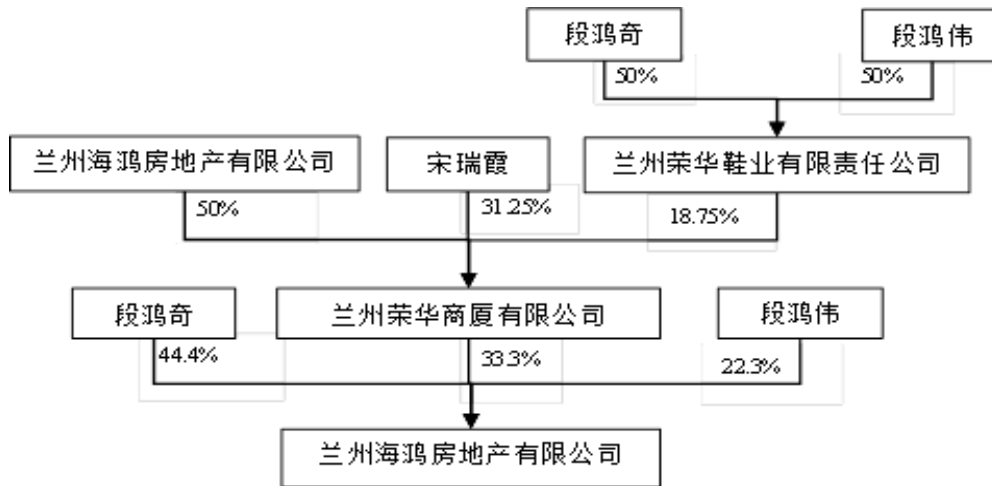 段鸿奇
段鸿伟
50%
50%
兰州海鸿房地产有限公司
宋瑞霞
兰州荣华鞋业有限责任公司
50%
31.25%
18.75%
段鸿奇
兰州荣华商厦有限公司
段鸿伟
44.4%
33.3%
22.3%
兰州海鸿房地产有限公司